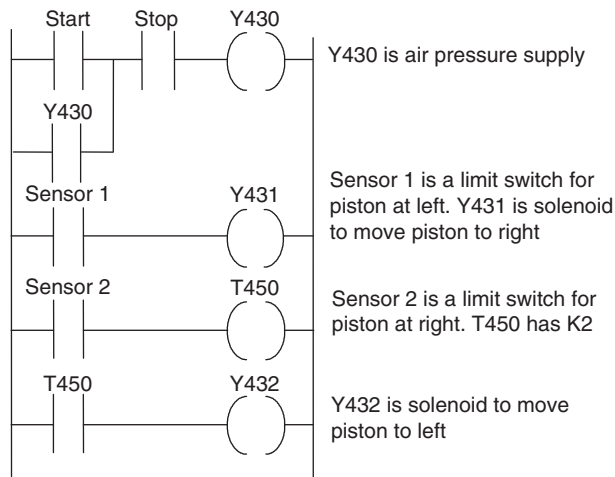 Start Stop Y430
Y430 is air pressure supply
Y430
Sensor 1 Y431
Sensor 1 is a limit switch for
piston at left. Y431 is solenoid
to move piston to right
Sensor 2 T450
Sensor 2 is a limit switch for
piston at right. T450 has K2
T450 Y432
Y432 is solenoid to move
piston to left